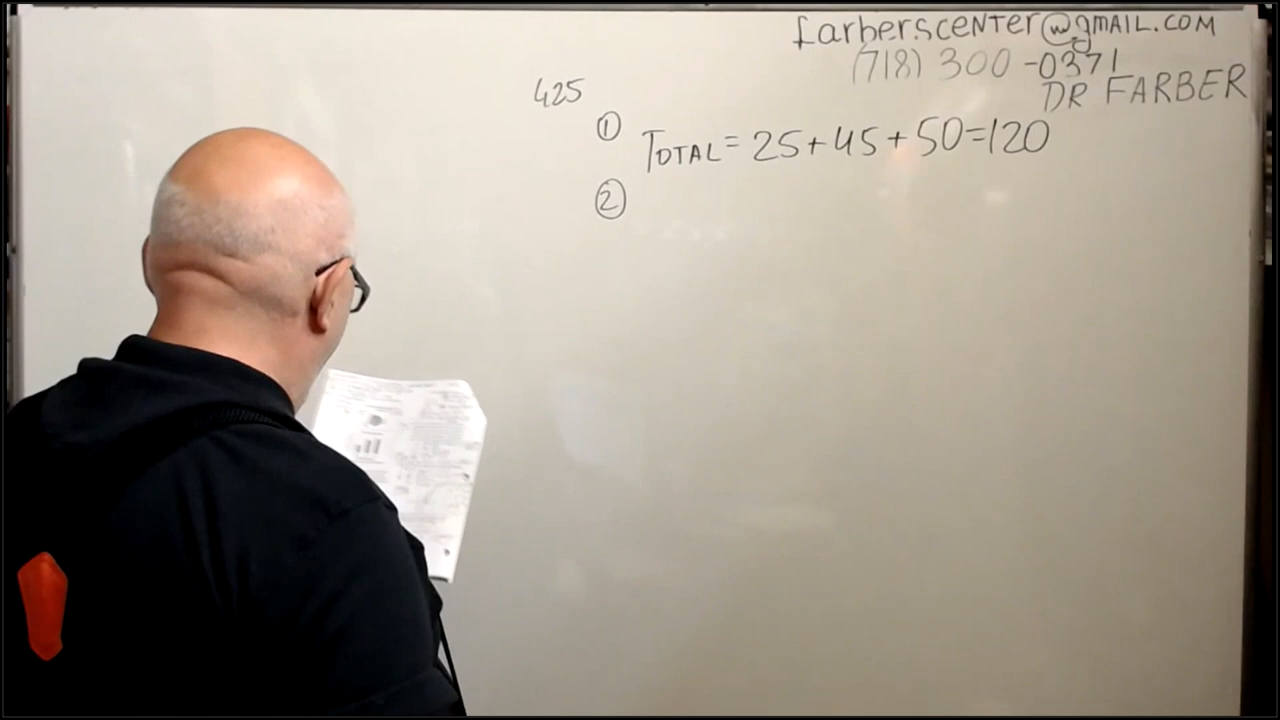 farberscenter@gmail.com
(718) 300-0371
DR FARBER
425
① TOTAL = 25+45+50=120
②